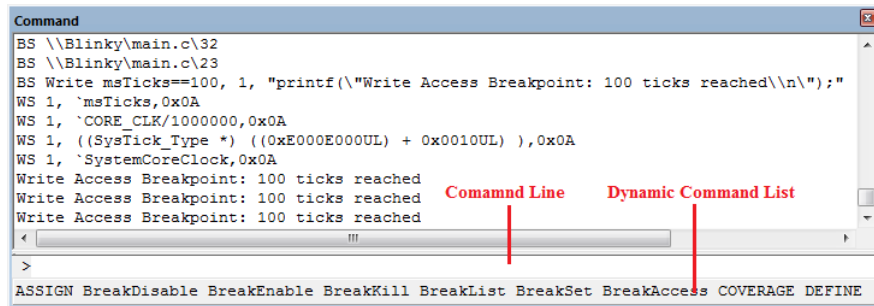 Command
BS \\Blinky\main.c\32
BS \\Blinky\main.c\23
BS Write msTicks==100, 1, "printf(\"Write Access Breakpoint: 100 ticks reached\\n\");"
WS 1, `msTicks,0x0A
WS 1, `CORE_CLK/1000000,0x0A
WS 1, ((SysTick_Type *) ((0xE000E000UL) + 0x0010UL) ),0x0A
WS 1, `SystemCoreClock,0x0A
Write Access Breakpoint: 100 ticks reached
Write Access Breakpoint: 100 ticks reached
Write Access Breakpoint: 100 ticks reached
Comamnd Line
Dynamic Command List
>
ASSIGN BreakDisable BreakEnable BreakKill BreakList BreakSet BreakAccess COVERAGE DEFINE